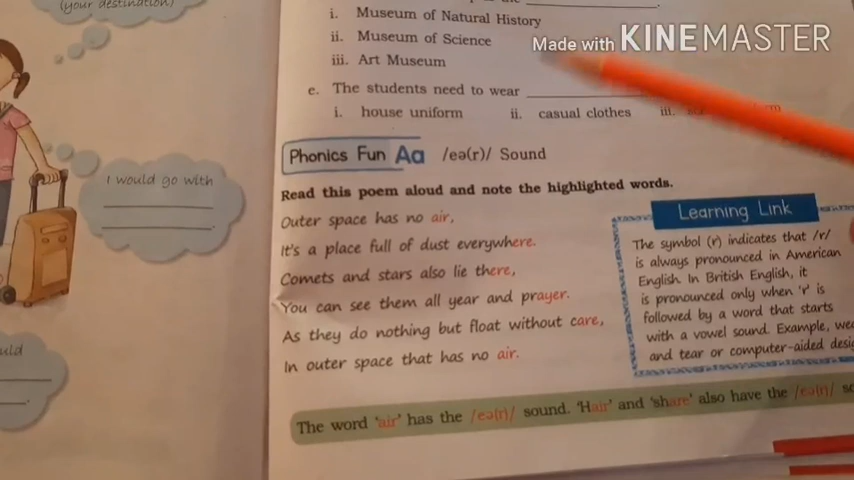 (your destination)
I would go with
uld
i. Museum of Natural History
ii. Museum of Science
iii. Art Museum
Made with KINEMASTER
e. The students need to wear
i. house uniform ii. casual clothes iii.
Phonics Fun Aa /eə(r)/ Sound
Read this poem aloud and note the highlighted words.
Outer space has no air,
It's a place full of dust everywhere.
Comets and stars also lie there,
You can see them all year and prayer.
As they do nothing but float without care,
In outer space that has no air.
Learning Link
The symbol (r) indicates that /r/
is always pronounced in American
English. In British English, it
is pronounced only when 'r' is
followed by a word that starts
with a vowel sound. Example, wea
and tear or computer-aided desig
The word 'air' has the /eə(r)/ sound. 'Hair' and 'share' also have the /eə(r)/ so